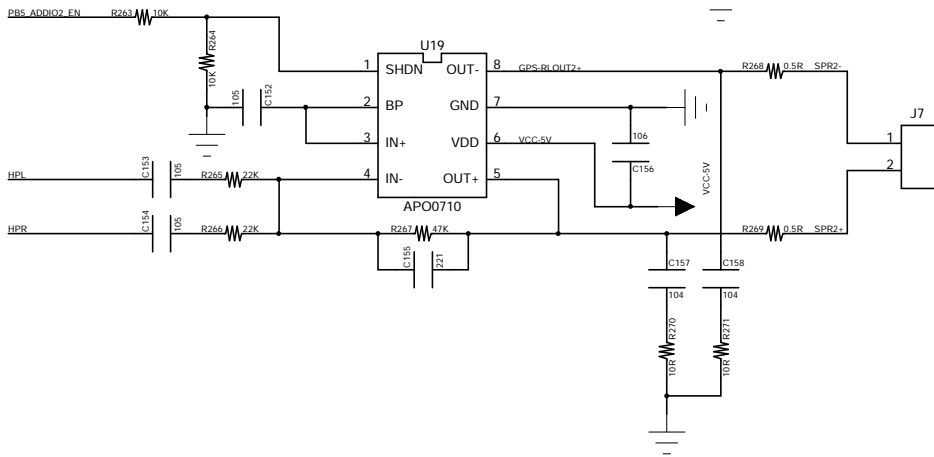 PB5_ADDIO2_EN
R263
10K
R264
10K
U19
1
SHDN
OUT-
8
GPS-RLOUT2+
R268
0.5R
SPR2-
105
C152
2
BP
GND
7
J7
1
2
3
IN+
VDD
6
VCC-5V
106
C156
VCC-5V
HPL
C153
105
R265
22K
4
IN-
OUT+
5
APO0710
HPR
C154
105
R266
22K
R267
47K
R269
0.5R
SPR2+
C155
221
C157
104
C158
104
R270
10R
R271
10R